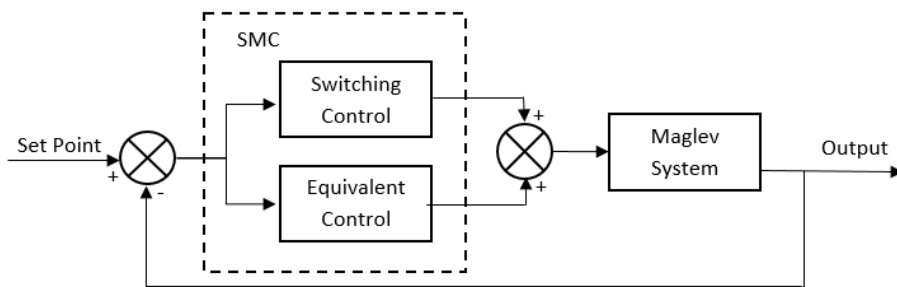 SMC
Switching
Control
Set Point
+
-
Equivalent
Control
+
+
Maglev
System
Output